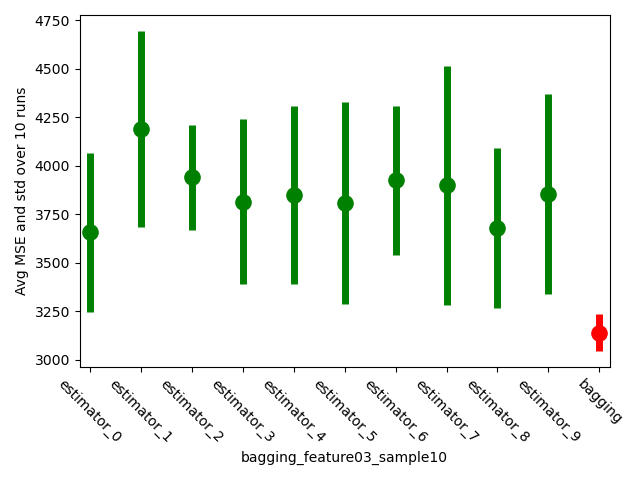 Avg MSE and std over 10 runs
4750
4500
4250
4000
3750
3500
3250
3000
estimator_0
estimator_1
estimator_2
estimator_3
estimator_4
estimator_5
estimator_6
estimator_7
estimator_8
estimator_9
bagging
bagging_feature03_sample10